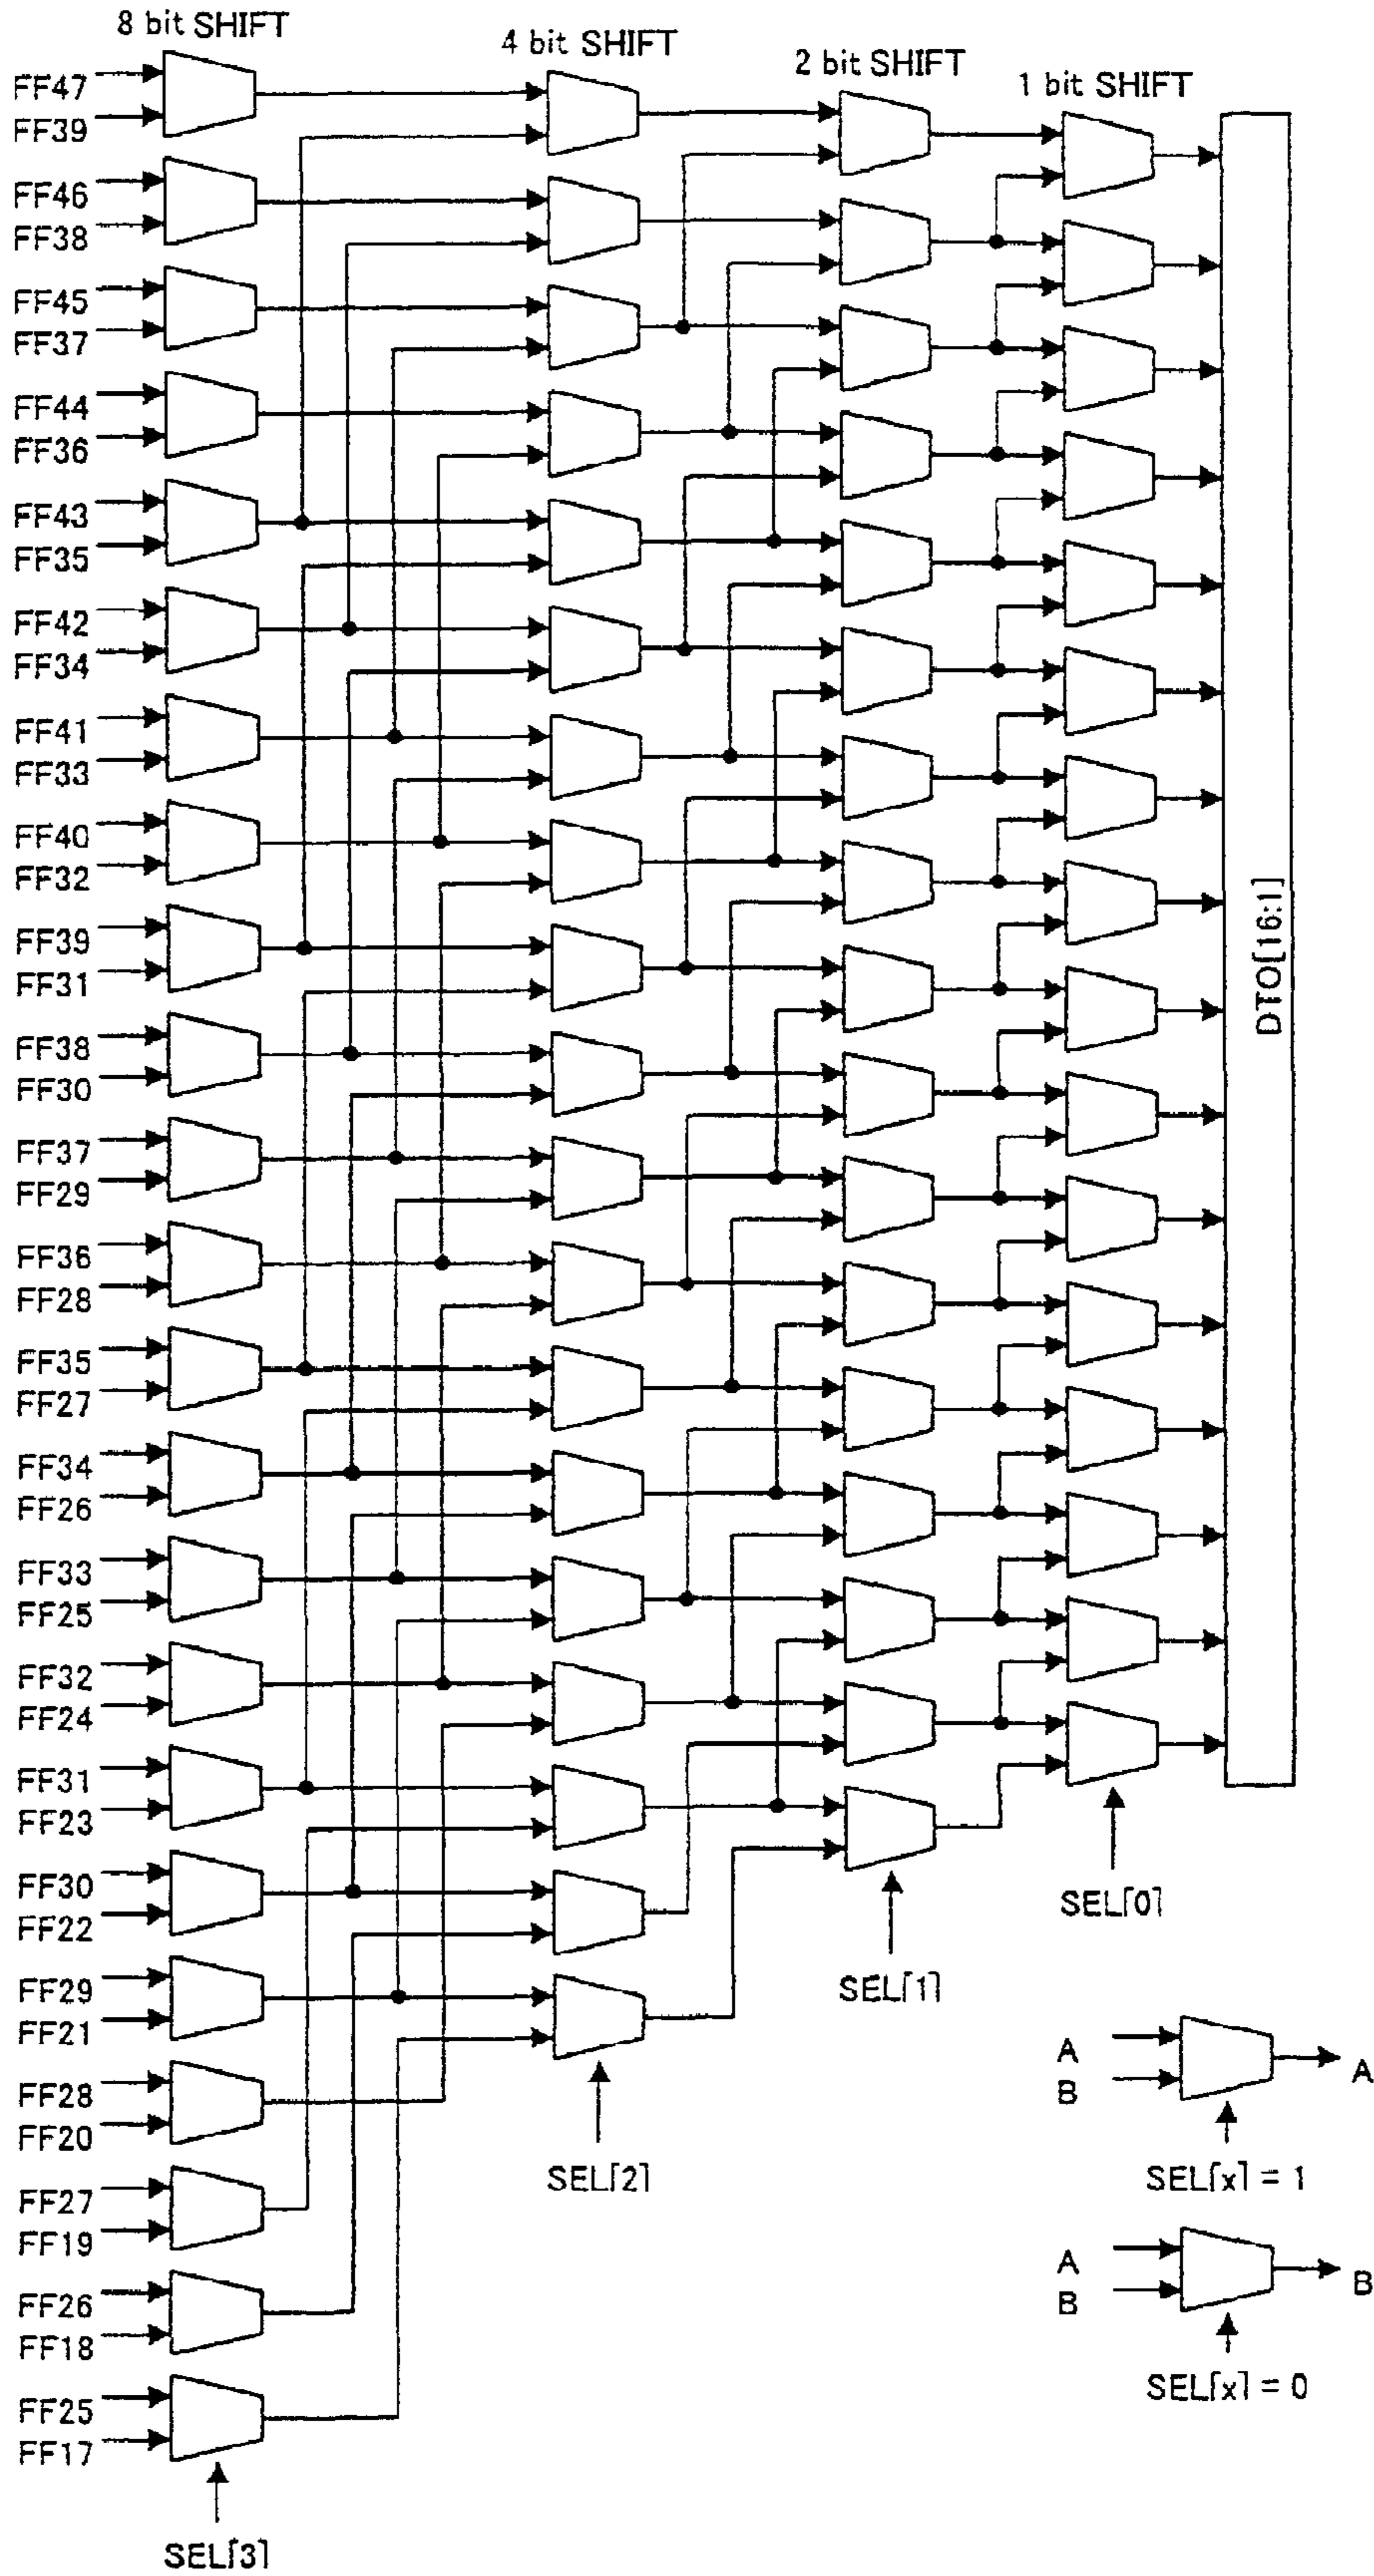 8 bit SHIFT
4 bit SHIFT
2 bit SHIFT
1 bit SHIFT
FF47
FF39
FF46
FF38
FF45
FF37
FF44
FF36
FF43
FF35
FF42
FF34
FF41
FF33
FF40
FF32
FF39
FF31
FF38
FF30
FF37
FF29
FF36
FF28
FF35
FF27
FF34
FF26
FF33
FF25
FF32
FF24
FF31
FF23
FF30
FF22
FF29
FF21
FF28
FF20
FF27
FF19
FF26
FF18
FF25
FF17
DTO[16:1]
SEL[0]
SEL[1]
SEL[2]
SEL[3]
A
B
A
SEL[x] = 1
A
B
B
SEL[x] = 0